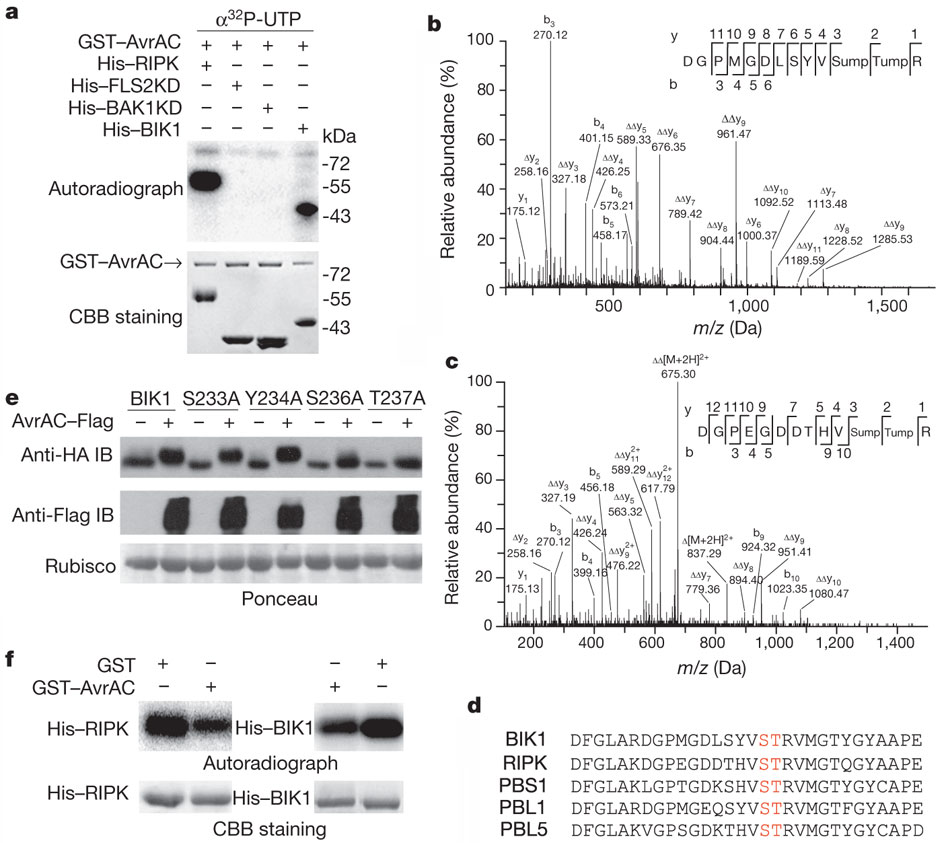 a
α32P-UTP
GST–AvrAC + + + +
His–RIPK + – – –
His–FLS2KD – + – –
His–BAK1KD – – + –
His–BIK1 – – – +
kDa
Autoradiograph
-72
-55
-43
GST–AvrAC→
CBB staining
-72
-55
-43
b
Relative abundance (%)
100
80
60
40
20
0
500 1,000 1,500
m/z (Da)
y 11 10 9 8 7 6 5 4 3 2 1
D G P M G D L S Y V Sump Tump R
b 3 4 5 6
b3
270.12
y1
175.12
Δy2
258.16
ΔΔy3
327.18
b4
401.15
ΔΔy4
426.25
b5
458.17
b6
573.21
ΔΔy5
589.33
ΔΔy6
676.35
ΔΔy7
789.42
ΔΔy8
904.44
ΔΔy9
961.47
Δy6
1000.37
ΔΔy10
1092.52
Δy7
1113.48
ΔΔy11
1189.59
Δy8
1228.52
ΔΔy9
1285.53
c
Relative abundance (%)
100
80
60
40
20
0
200 400 600 800 1,000 1,200 1,400
m/z (Da)
y 12 11 10 9 7 5 4 3 2 1
D G P E G D D T H V Sump Tump R
b 3 4 5 9 10
ΔΔ[M+2H]2+
675.30
y1
175.13
Δy2
258.16
b3
270.12
ΔΔy3
327.19
b4
399.16
ΔΔy4
426.24
b5
456.18
ΔΔy9 2+
476.22
ΔΔy5
563.32
ΔΔy11 2+
589.29
ΔΔy12 2+
617.79
ΔΔy7
779.36
Δ[M+2H]2+
837.29
ΔΔy8
894.40
b9
924.32
ΔΔy9
951.41
b10
1023.35
ΔΔy10
1080.47
e
BIK1 S233A Y234A S236A T237A
AvrAC–Flag – + – + – + – + – +
Anti-HA IB
Anti-Flag IB
Rubisco
Ponceau
f
GST + – – +
GST–AvrAC – + + –
His–RIPK His–BIK1
Autoradiograph
His–RIPK His–BIK1
CBB staining
d
BIK1 DFGLARDGPMGDLSYVSTRVMGTYGYAAPE
RIPK DFGLAKDGPEGDDTHVSTRVMGTQGYAAPE
PBS1 DFGLAKLGPTGDKSHVSTRVMGTYGYCAPE
PBL1 DFGLARDGPMGEQSYVSTRVMGTFGYAAPE
PBL5 DFGLAKVGPSGDKTHVSTRVMGTYGYCAPD